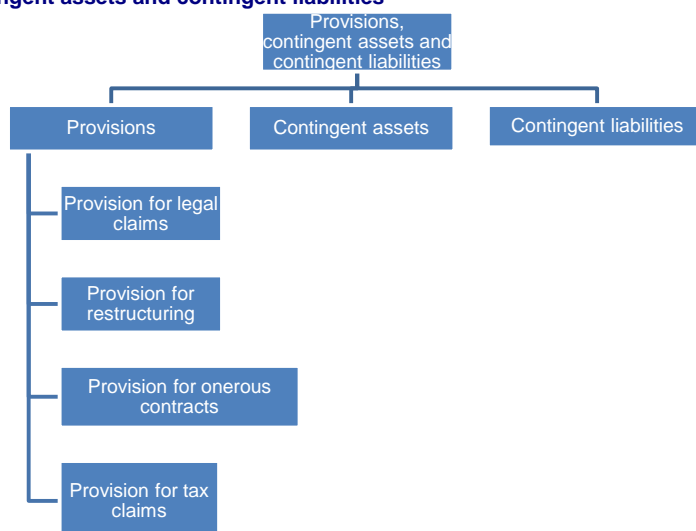 ngent assets and contingent liabilities
Provisions,
contingent assets and
contingent liabilities
Provisions
Contingent assets
Contingent liabilities
Provision for legal
claims
Provision for
restructuring
Provision for onerous
contracts
Provision for tax
claims